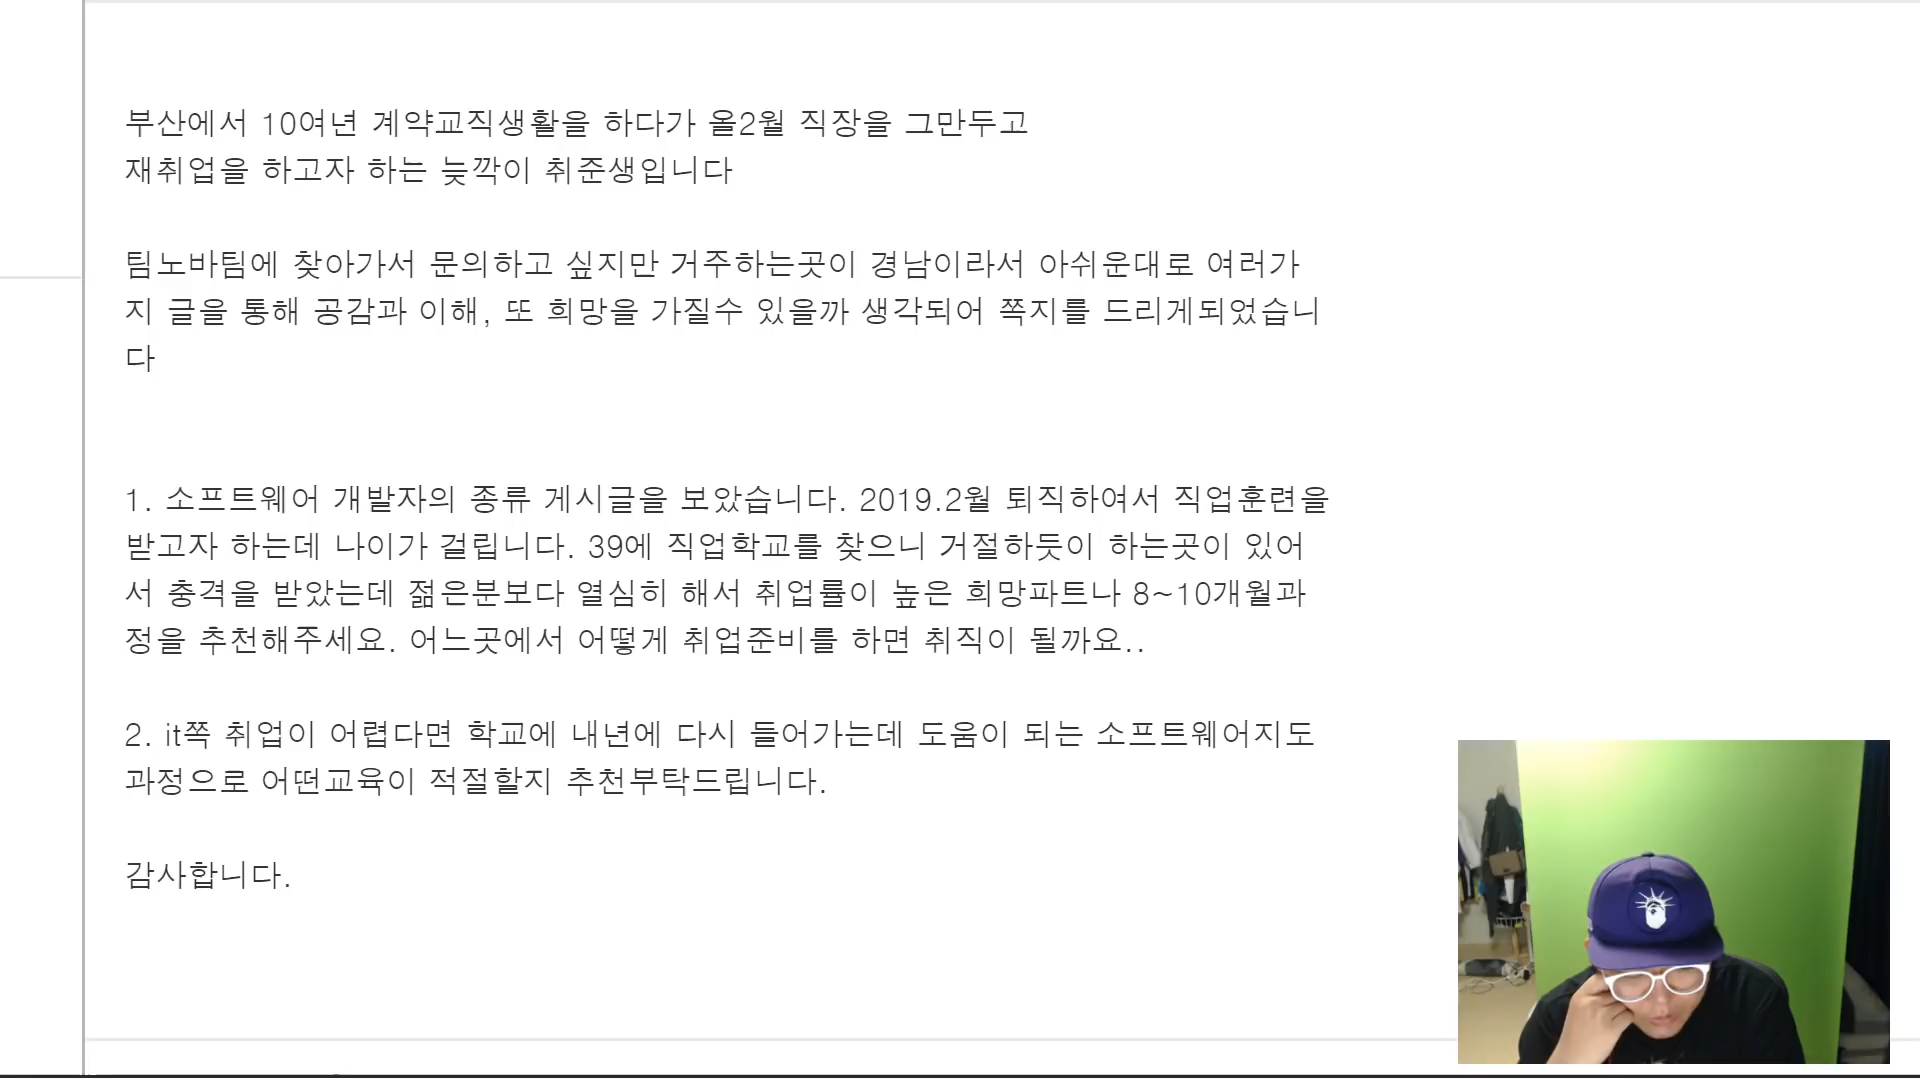 부산에서 10여년 계약교직생활을 하다가 올2월 직장을 그만두고
재취업을 하고자 하는 늦깍이 취준생입니다
팀노바팀에 찾아가서 문의하고 싶지만 거주하는곳이 경남이라서 아쉬운대로 여러가
지 글을 통해 공감과 이해, 또 희망을 가질수 있을까 생각되어 쪽지를 드리게되었습니
다
1. 소프트웨어 개발자의 종류 게시글을 보았습니다. 2019.2월 퇴직하여서 직업훈련을
받고자 하는데 나이가 걸립니다. 39에 직업학교를 찾으니 거절하듯이 하는곳이 있어
서 충격을 받았는데 젊은분보다 열심히 해서 취업률이 높은 희망파트나 8~10개월과
정을 추천해주세요. 어느곳에서 어떻게 취업준비를 하면 취직이 될까요..
2. it쪽 취업이 어렵다면 학교에 내년에 다시 들어가는데 도움이 되는 소프트웨어지도
과정으로 어떤교육이 적절할지 추천부탁드립니다.
감사합니다.